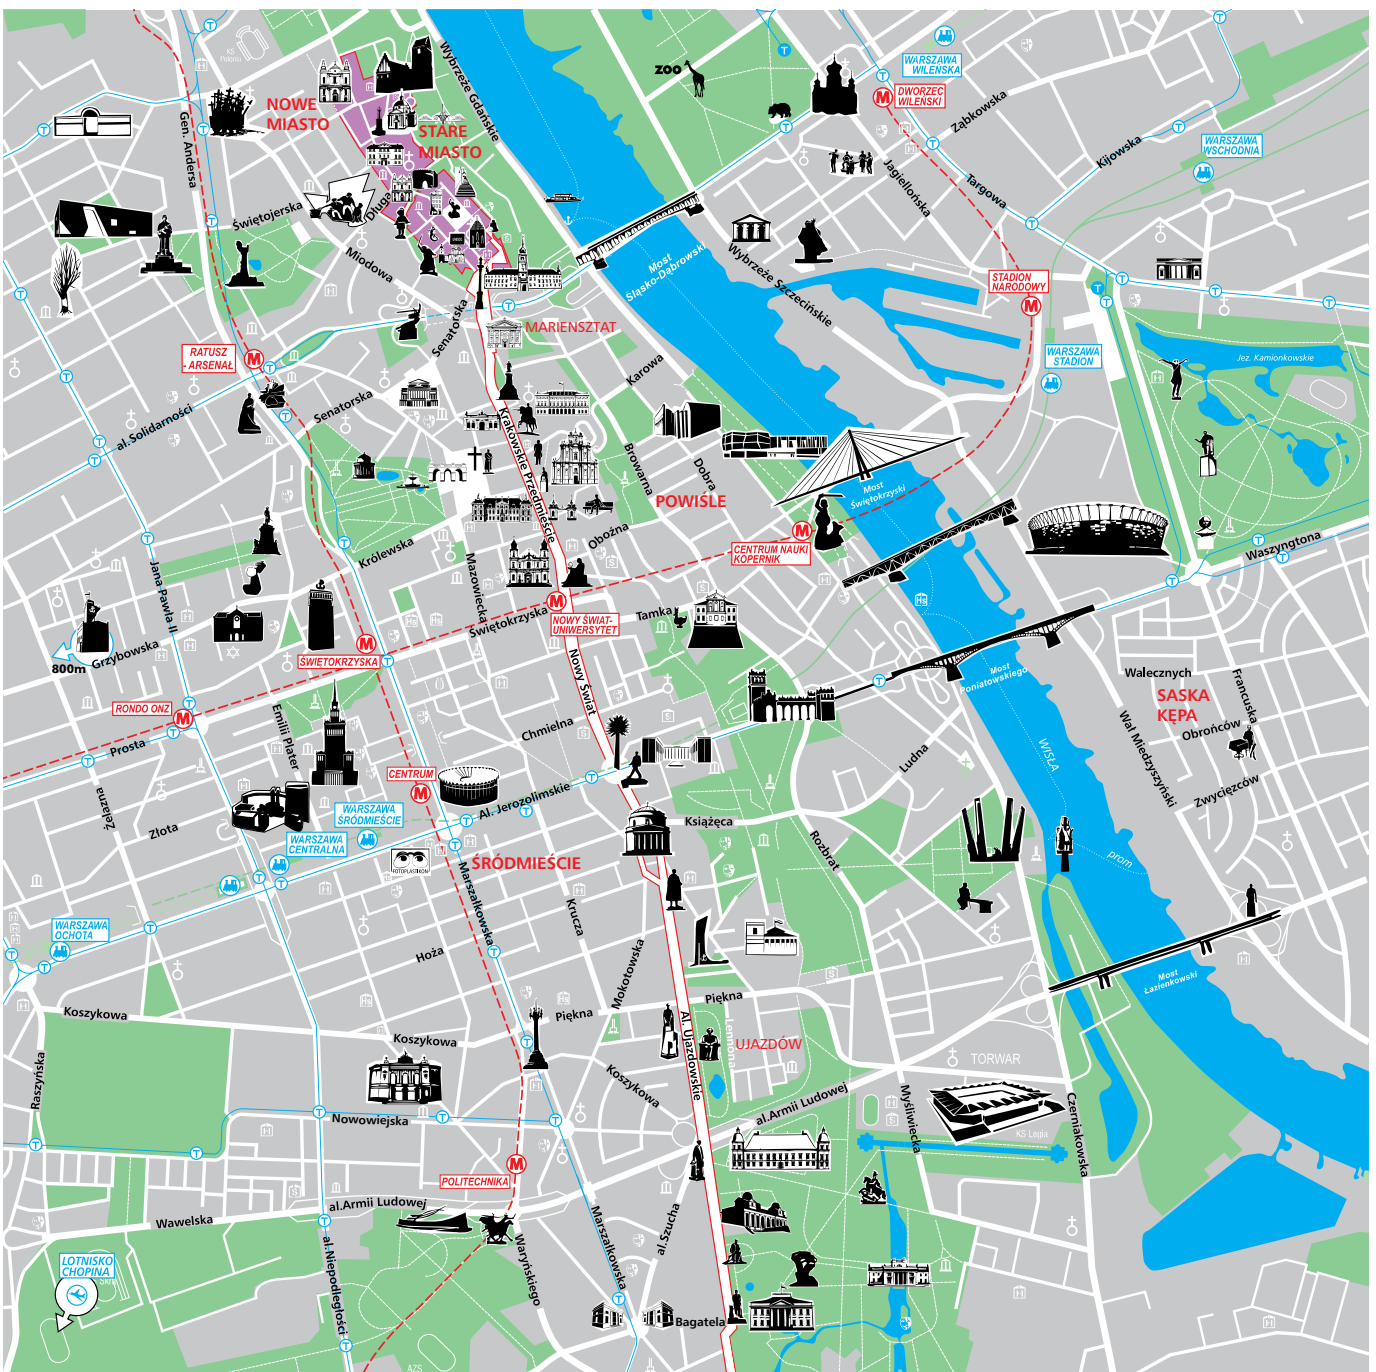 KS
Polonia
Wybrzeże Gdańskie
ZOO
WARSZAWA
WILEŃSKA
DWORZEC
WILEŃSKI
Ząbkowska
NOWE
MIASTO
Gen. Andersa
STARE
MIASTO
WARSZAWA
WSCHODNIA
Kijowska
Jagiellońska
Targowa
Świętojerska
Długa
Miodowa
Most
Śląsko-Dąbrowski
Wybrzeże Szczecińskie
STADION
NARODOWY
Senatorska
MARIENSZTAT
RATUSZ
- ARSENAŁ
WARSZAWA
STADION
Jez. Kamionkowskie
Karowa
al.Solidarności
Senatorska
Krakowskie Przedmieście
Browarna
Dobra
POWIŚLE
Most
Świętokrzyski
Oboźna
Królewska
Mazowiecka
CENTRUM NAUKI
KOPERNIK
Waszyngtona
Jana Pawła II
Świętokrzyska
NOWY ŚWIAT-
UNIWERSYTET
Tamka
Grzybowska
800m
ŚWIĘTOKRZYSKA
Nowy Świat
Most
Poniatowskiego
Walecznych
Francuska
SASKA
KĘPA
Obrońców
RONDO ONZ
Prosta
Emilii Plater
Chmielna
Ludna
WISŁA
Wał Miedzyszyński
Zwycięzców
CENTRUM
Żelazna
Złota
WARSZAWA
ŚRÓDMIEŚCIE
Al. Jerozolimskie
WARSZAWA
CENTRALNA
Książęca
Rozbrat
prom
FOTOPLASTIKON
ŚRÓDMIEŚCIE
Marszałkowska
Krucza
WARSZAWA
OCHOTA
Hoża
Mokotowska
Most
Łazienkowski
Piękna
Piękna
Koszykowa
Koszykowa
Al. Ujazdowskie
Lennona
UJAZDÓW
TORWAR
Raszyńska
Koszykowa
Myśliwiecka
Czerniakowska
Nowowiejska
al.Armii Ludowej
KS Legia
POLITECHNIKA
al.Armii Ludowej
Wawelska
al.Niepodległości
Waryńskiego
Marszałkowska
al.Szucha
LOTNISKO
CHOPINA
SKRA
Bagatela
AZS